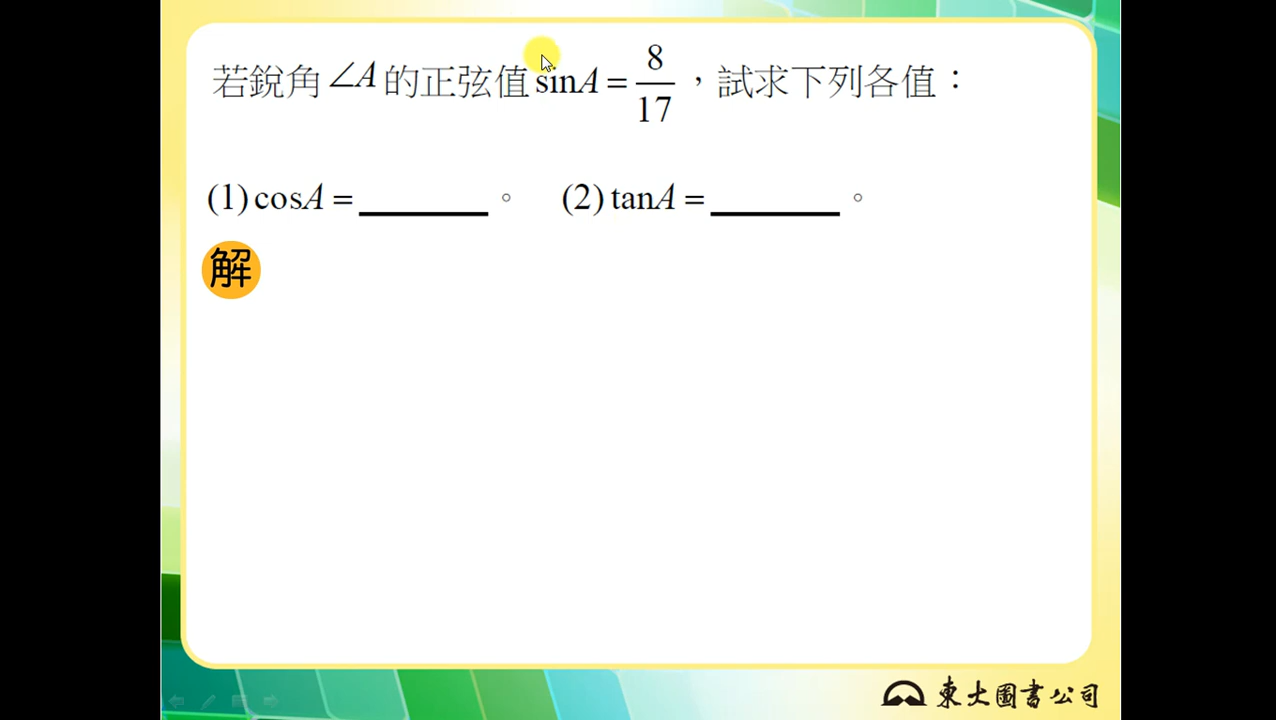 若銳角∠A的正弦值sinA = 8/17，試求下列各值：
(1) cosA = ________。 (2) tanA = ________。
解
東大圖書公司